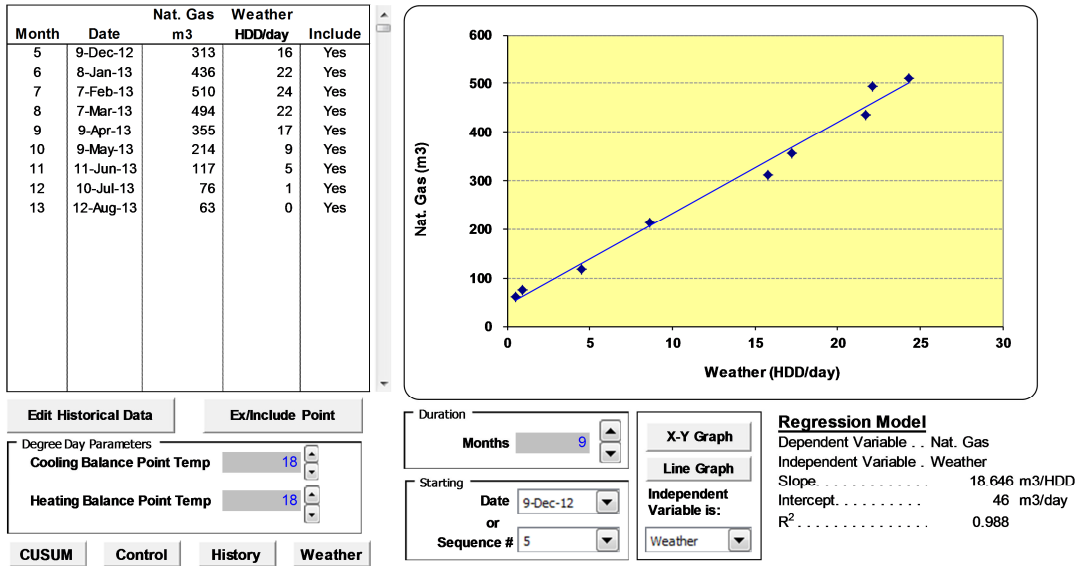 Nat. Gas Weather
Month Date m3 HDD/day Include
5 9-Dec-12 313 16 Yes
6 8-Jan-13 436 22 Yes
7 7-Feb-13 510 24 Yes
8 7-Mar-13 494 22 Yes
9 9-Apr-13 355 17 Yes
10 9-May-13 214 9 Yes
11 11-Jun-13 117 5 Yes
12 10-Jul-13 76 1 Yes
13 12-Aug-13 63 0 Yes
600
500
400
300
200
100
0
Nat. Gas (m3)
0 5 10 15 20 25 30
Weather (HDD/day)
Edit Historical Data Ex/Include Point
Degree Day Parameters
Cooling Balance Point Temp 18
Heating Balance Point Temp 18
CUSUM Control History Weather
Duration
Months 9
Starting
Date 9-Dec-12
or
Sequence # 5
X-Y Graph
Line Graph
Independent
Variable is:
Weather
Regression Model
Dependent Variable . . Nat. Gas
Independent Variable . Weather
Slope. . . . . . . . . . . . . . 18.646 m3/HDD
Intercept. . . . . . . . . . 46 m3/day
R2 . . . . . . . . . . . . . . . 0.988